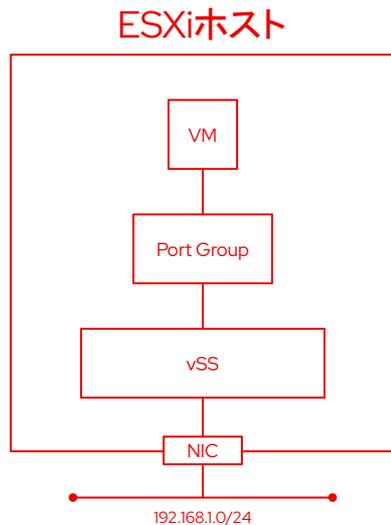 ESXiホスト
VM
Port Group
vSS
NIC
192.168.1.0/24